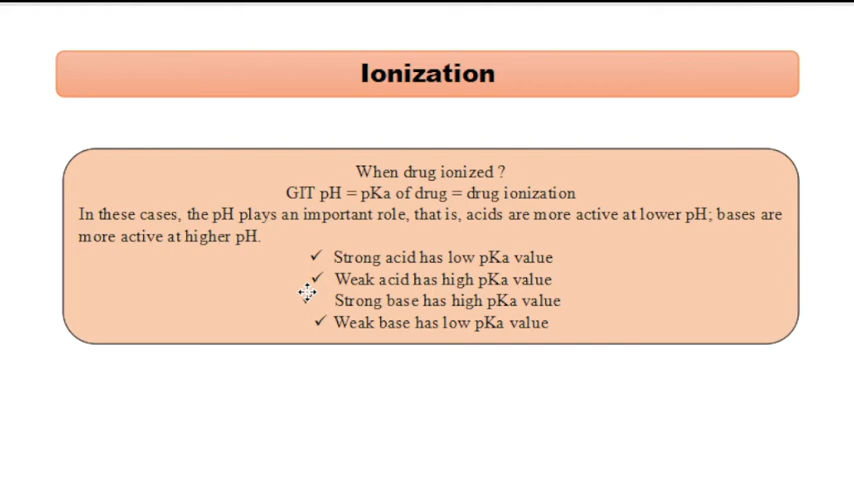 Ionization
When drug ionized ?
GIT pH = pKa of drug = drug ionization
In these cases, the pH plays an important role, that is, acids are more active at lower pH; bases are
more active at higher pH.
✓ Strong acid has low pKa value
✓ Weak acid has high pKa value
Strong base has high pKa value
✓ Weak base has low pKa value